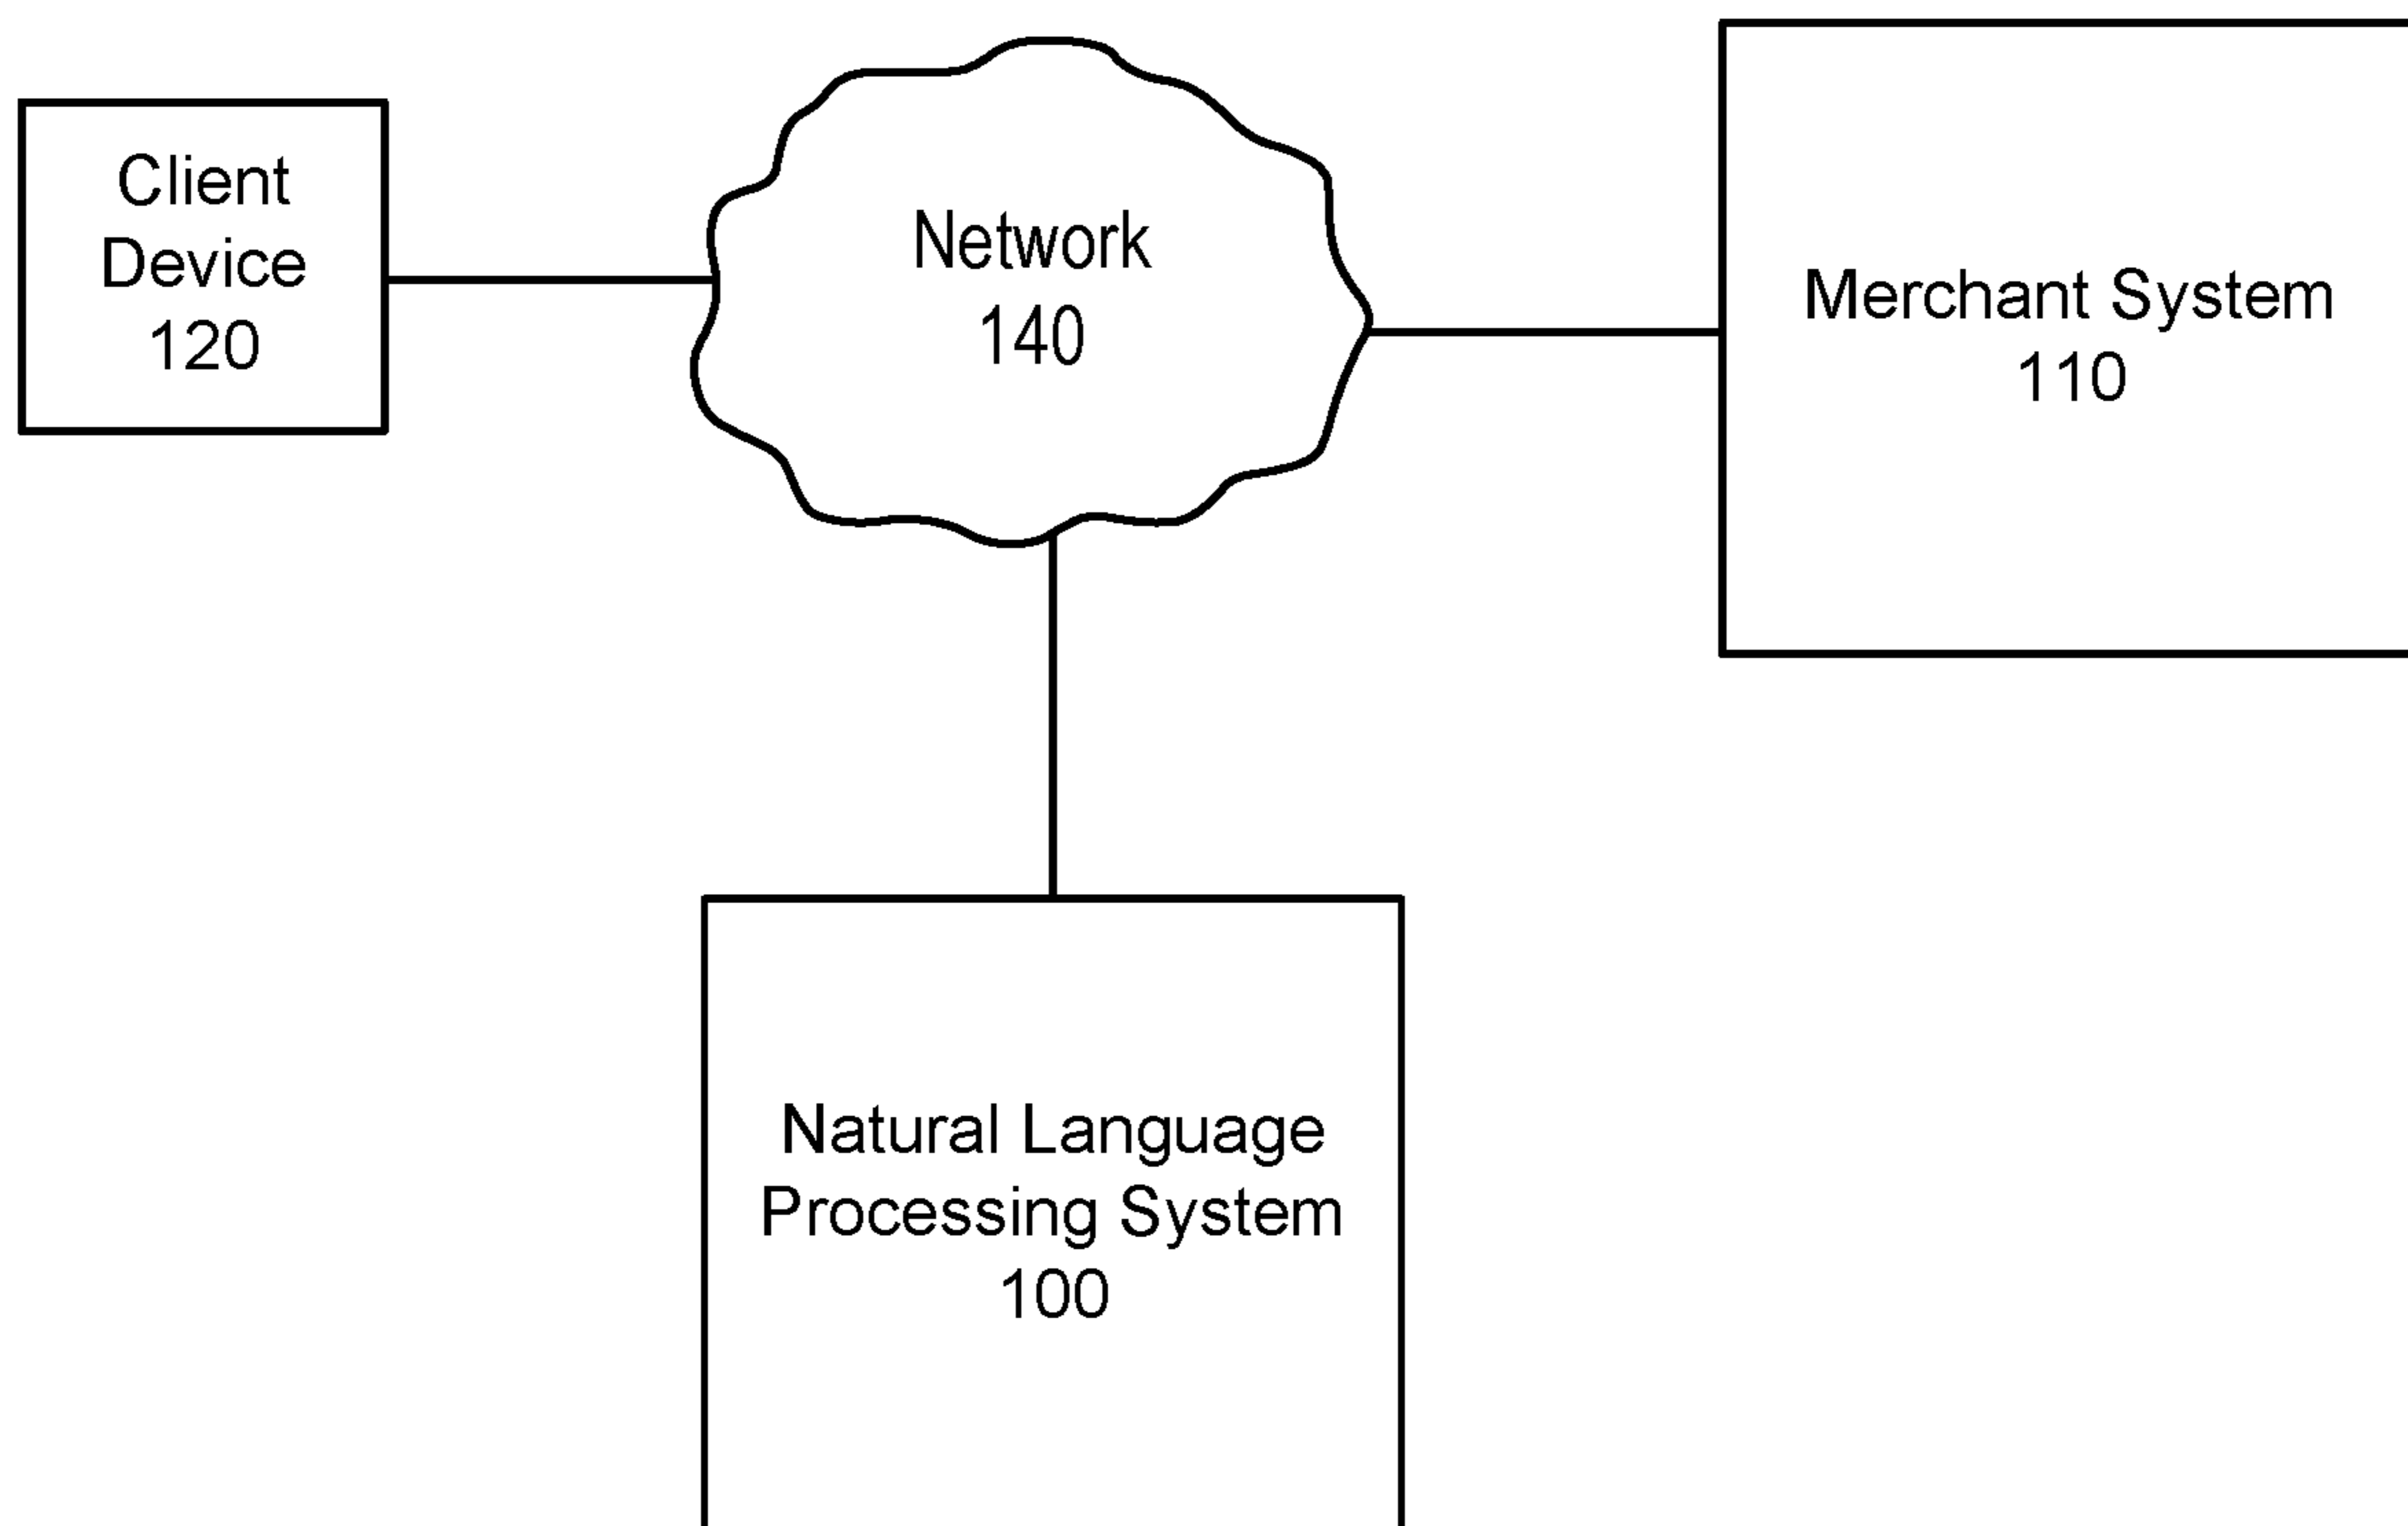 Client
Device
120
Network
140
Merchant System
110
Natural Language
Processing System
100